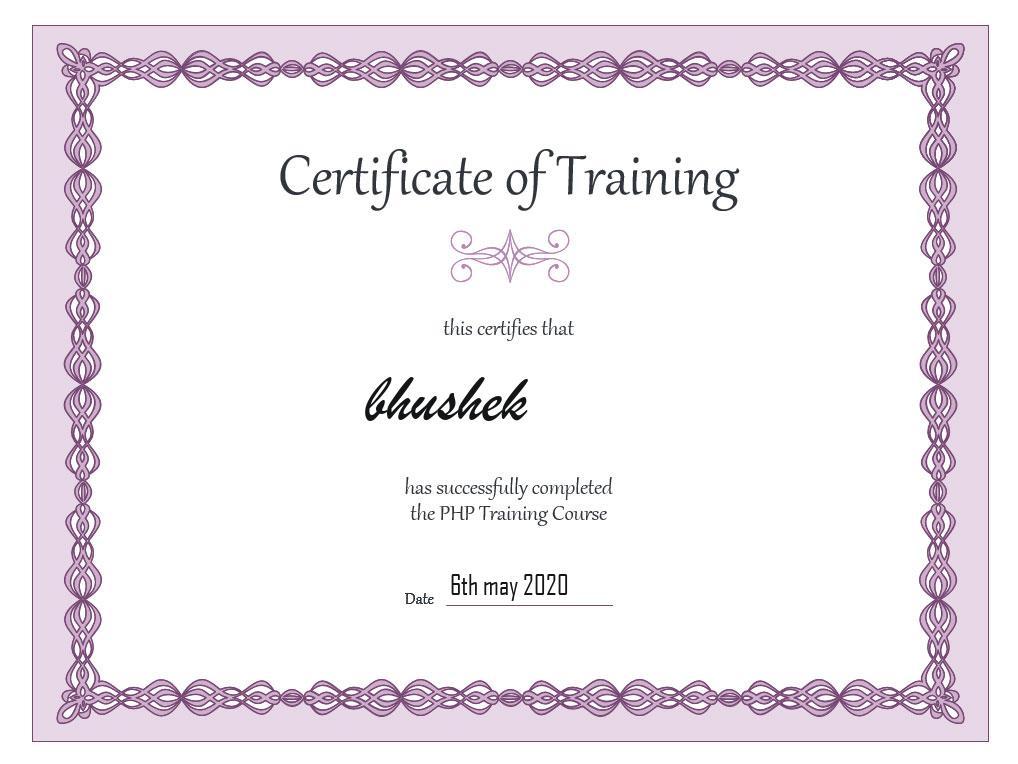 Certificate of Training
this certifies that
bhushek
has successfully completed
the PHP Training Course
Date 6th may 2020